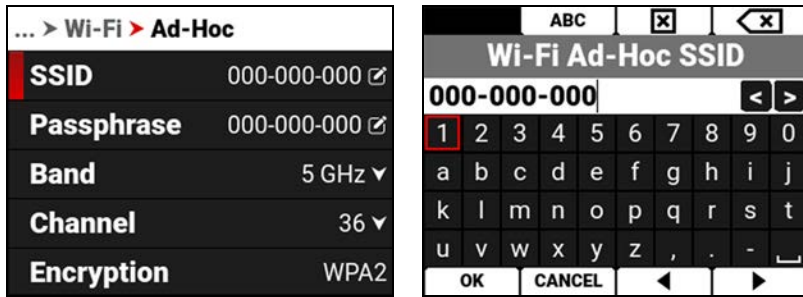 ... > Wi-Fi > Ad-Hoc
SSID 000-000-000
Passphrase 000-000-000
Band 5 GHz
Channel 36
Encryption WPA2
ABC
Wi-Fi Ad-Hoc SSID
000-000-000 < >
1 2 3 4 5 6 7 8 9 0
a b c d e f g h i j
k l m n o p q r s t
u v w x y z , . -
OK CANCEL